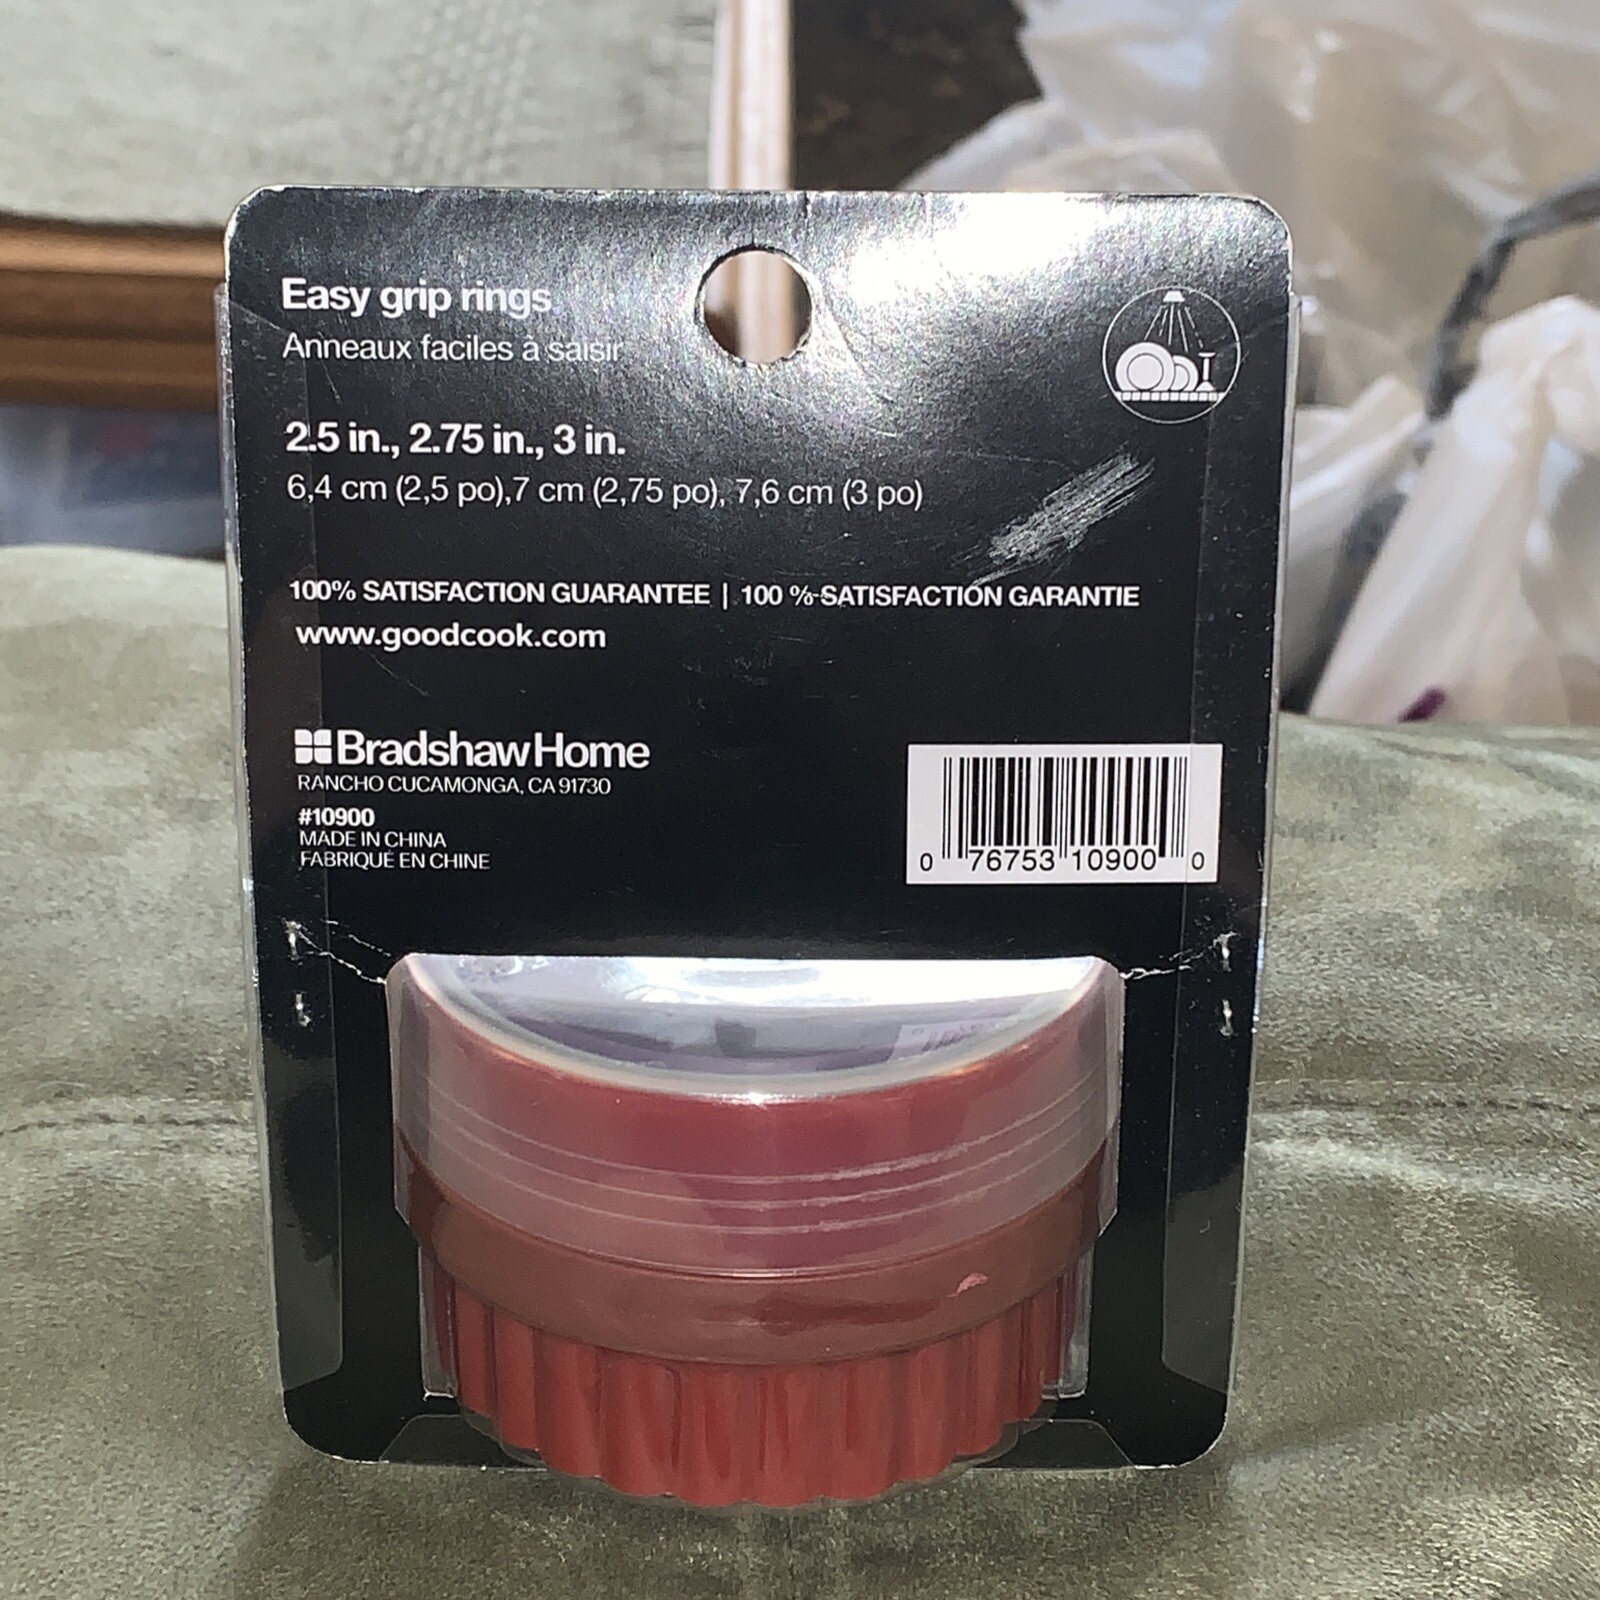 Easy grip rings
Anneaux faciles à saisir
2.5 in., 2.75 in., 3 in.
6,4 cm (2,5 po),7 cm (2,75 po), 7,6 cm (3 po)
100% SATISFACTION GUARANTEE | 100 % SATISFACTION GARANTIE
www.goodcook.com
Bradshaw Home
RANCHO CUCAMONGA, CA 91730
#10900
MADE IN CHINA
FABRIQUÉ EN CHINE
0 76753 10900 0